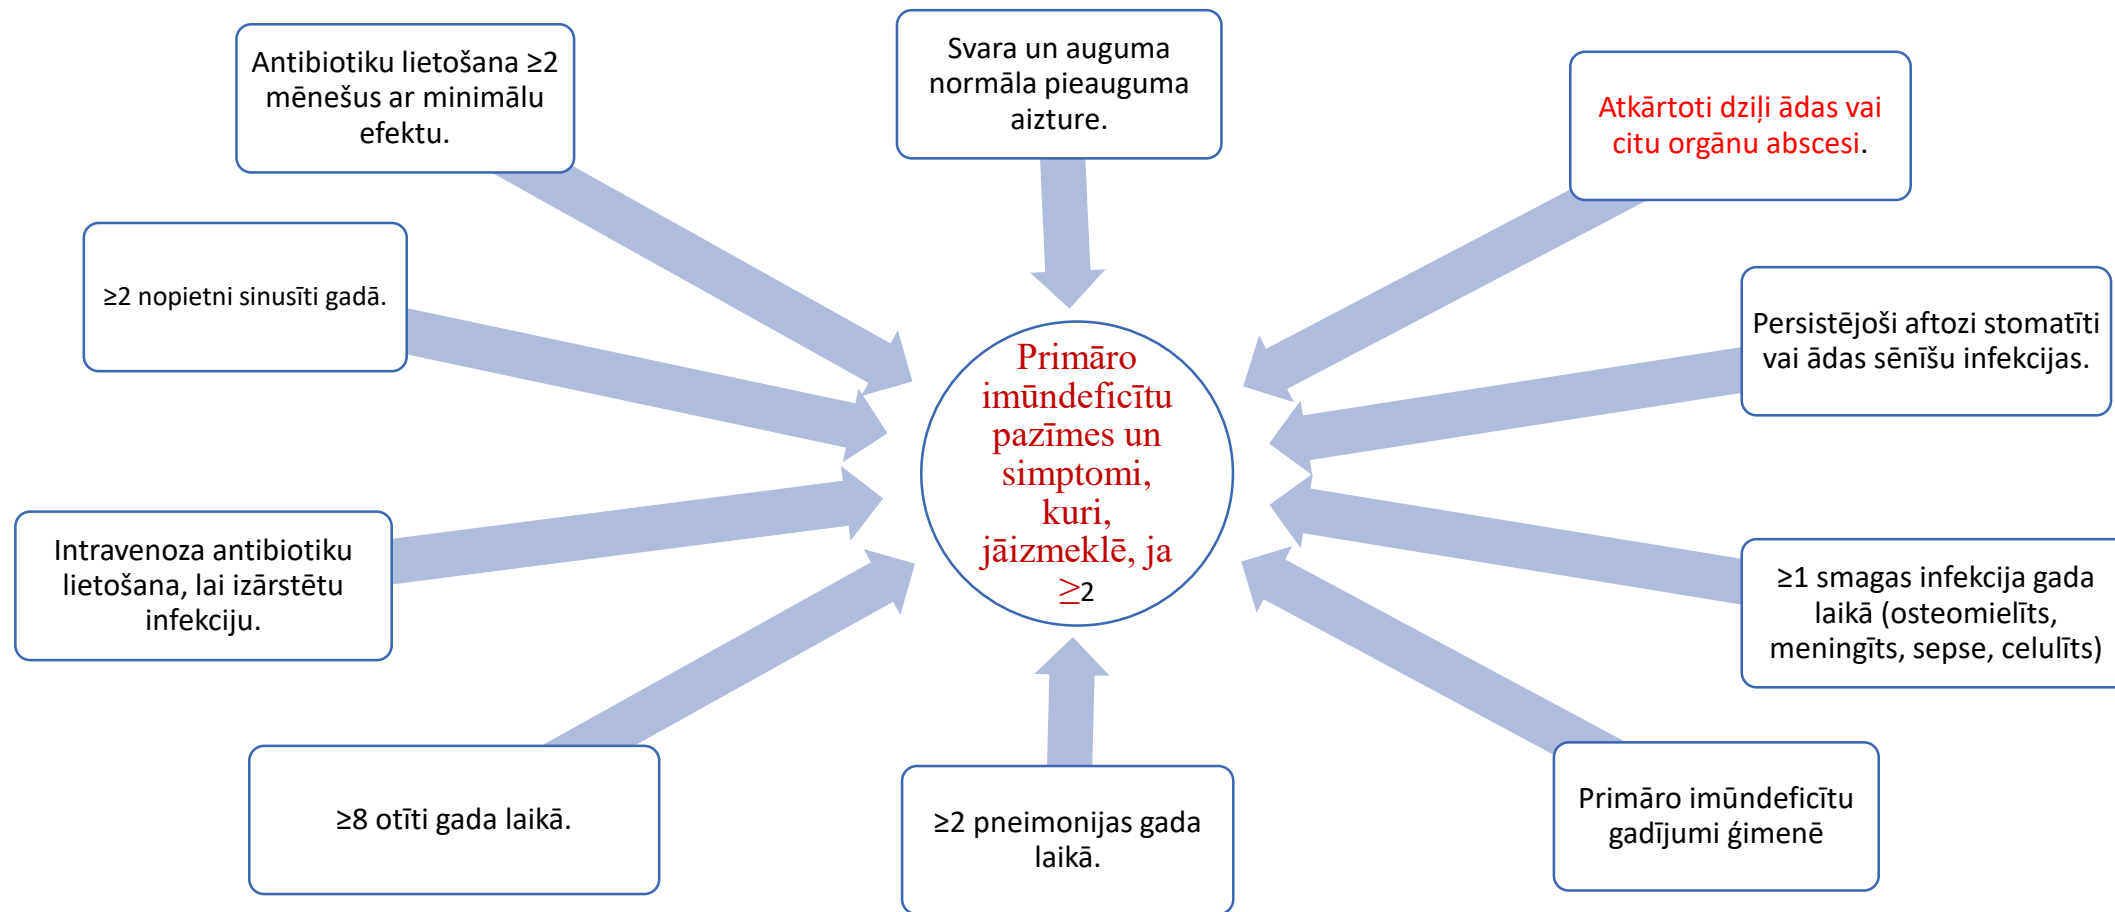 Antibiotiku lietošana ≥2
mēnešus ar minimālu
efektu.
Svara un auguma
normāla pieauguma
aizture.
Atkārtoti dziļi ādas vai
citu orgānu abscesi.
≥2 nopietni sinusīti gadā.
Persistējoši aftozi stomatīti
vai ādas sēnīšu infekcijas.
Primāro
imūndeficītu
pazīmes un
simptomi,
kuri,
jāizmeklē, ja
≥2
Intravenoza antibiotiku
lietošana, lai izārstētu
infekciju.
≥1 smagas infekcija gada
laikā (osteomielīts,
meningīts, sepse, celulīts)
≥8 otīti gada laikā.
≥2 pneimonijas gada
laikā.
Primāro imūndeficītu
gadījumi ģimenē